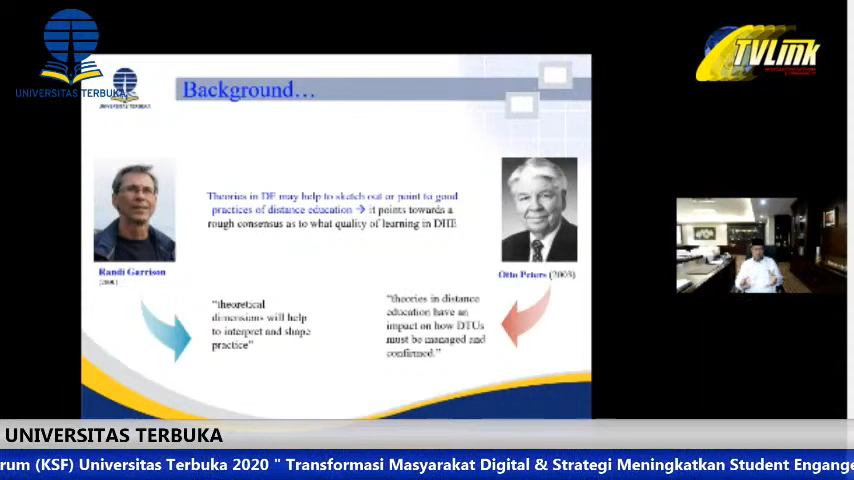 UNIVERSITAS TERBUKA
TVLink
UNIVERSITAS TERBUKA
Background…
Theories in DE may help to sketch out or point to good
practices of distance education → it points towards a
rough consensus as to what quality of learning in DHE
Randi Garrison
Otto Peters (2003)
"theoretical
dimensions will help
to interpret and shape
practice"
"theories in distance
education have an
impact on how DTUs
must be managed and
confirmed."
UNIVERSITAS TERBUKA
rum (KSF) Universitas Terbuka 2020 " Transformasi Masyarakat Digital & Strategi Meningkatkan Student Engange